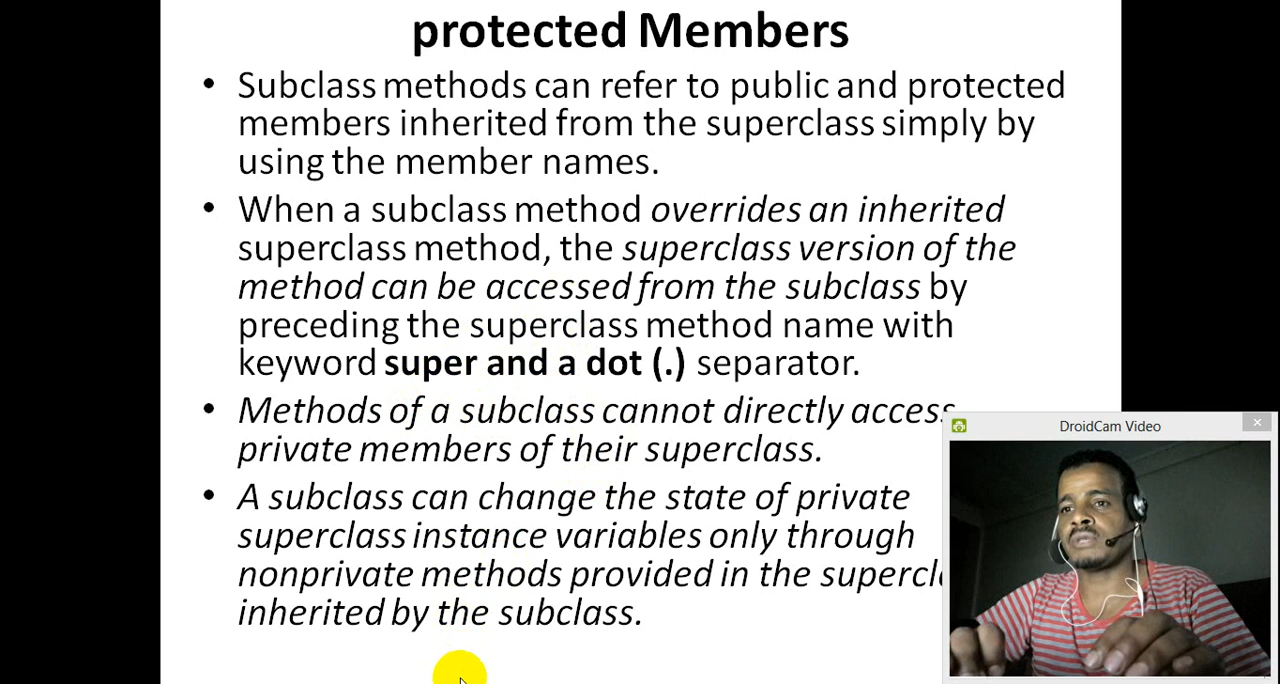 protected Members
• Subclass methods can refer to public and protected
members inherited from the superclass simply by
using the member names.
• When a subclass method overrides an inherited
superclass method, the superclass version of the
method can be accessed from the subclass by
preceding the superclass method name with
keyword super and a dot (.) separator.
• Methods of a subclass cannot directly access
private members of their superclass.
• A subclass can change the state of private
superclass instance variables only through
nonprivate methods provided in the supercl
inherited by the subclass.
DroidCam Video